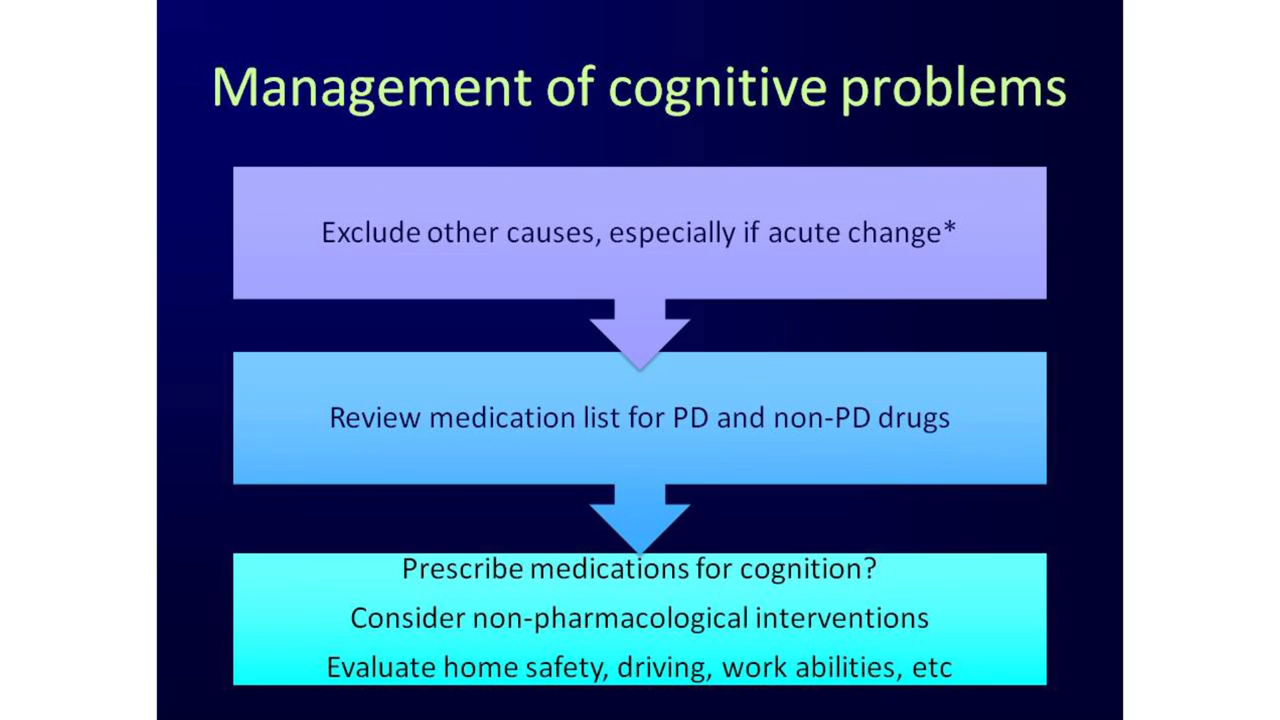 Management of cognitive problems
Exclude other causes, especially if acute change*
Review medication list for PD and non-PD drugs
Prescribe medications for cognition?
Consider non-pharmacological interventions
Evaluate home safety, driving, work abilities, etc